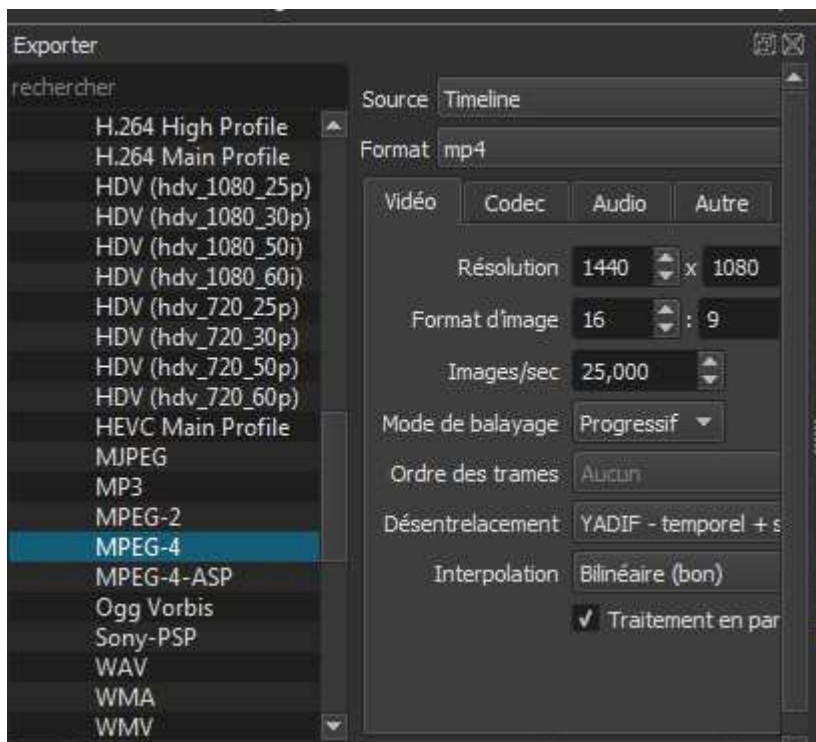 Exporter
rechercher
H.264 High Profile
H.264 Main Profile
HDV (hdv_1080_25p)
HDV (hdv_1080_30p)
HDV (hdv_1080_50i)
HDV (hdv_1080_60i)
HDV (hdv_720_25p)
HDV (hdv_720_30p)
HDV (hdv_720_50p)
HDV (hdv_720_60p)
HEVC Main Profile
MJPEG
MP3
MPEG-2
MPEG-4
MPEG-4-ASP
Ogg Vorbis
Sony-PSP
WAV
WMA
WMV
Source Timeline
Format mp4
Vidéo Codec Audio Autre
Résolution 1440 x 1080
Format d'image 16 : 9
Images/sec 25,000
Mode de balayage Progressif
Ordre des trames Aucun
Désentrelacement YADIF - temporel + s
Interpolation Bilinéaire (bon)
Traitement en par